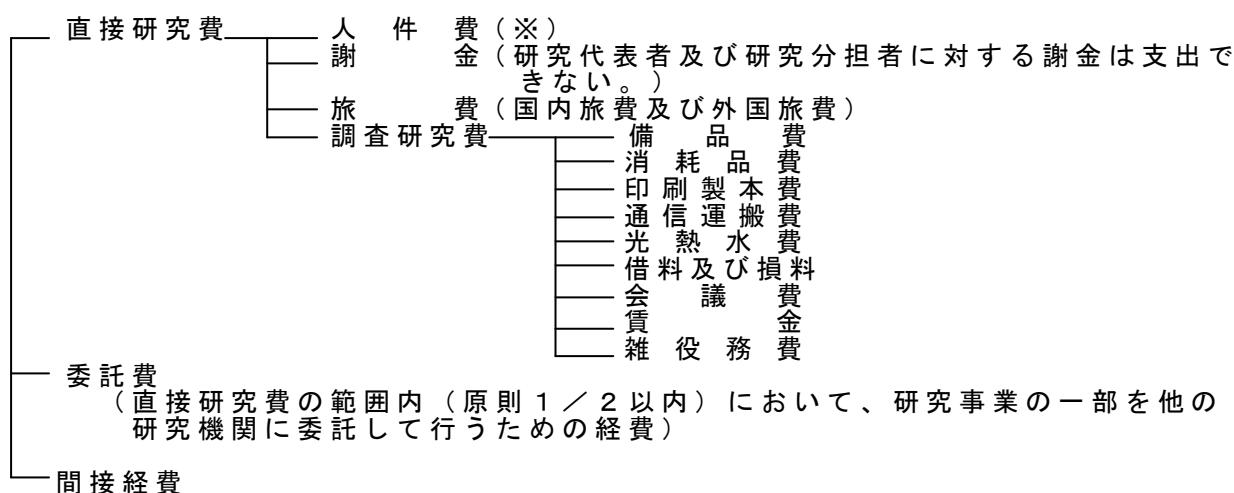 直接研究費 人件費(※)
謝金(研究代表者及び研究分担者に対する謝金は支出で
きない。)
旅費(国内旅費及び外国旅費)
調査研究費 備品費
消耗品費
印刷製本費
通信運搬費
光熱水費
借料及び損料
会議費
賃金
雑役務費
委託費
(直接研究費の範囲内(原則1/2以内)において、研究事業の一部を他の
研究機関に委託して行うための経費)
間接経費